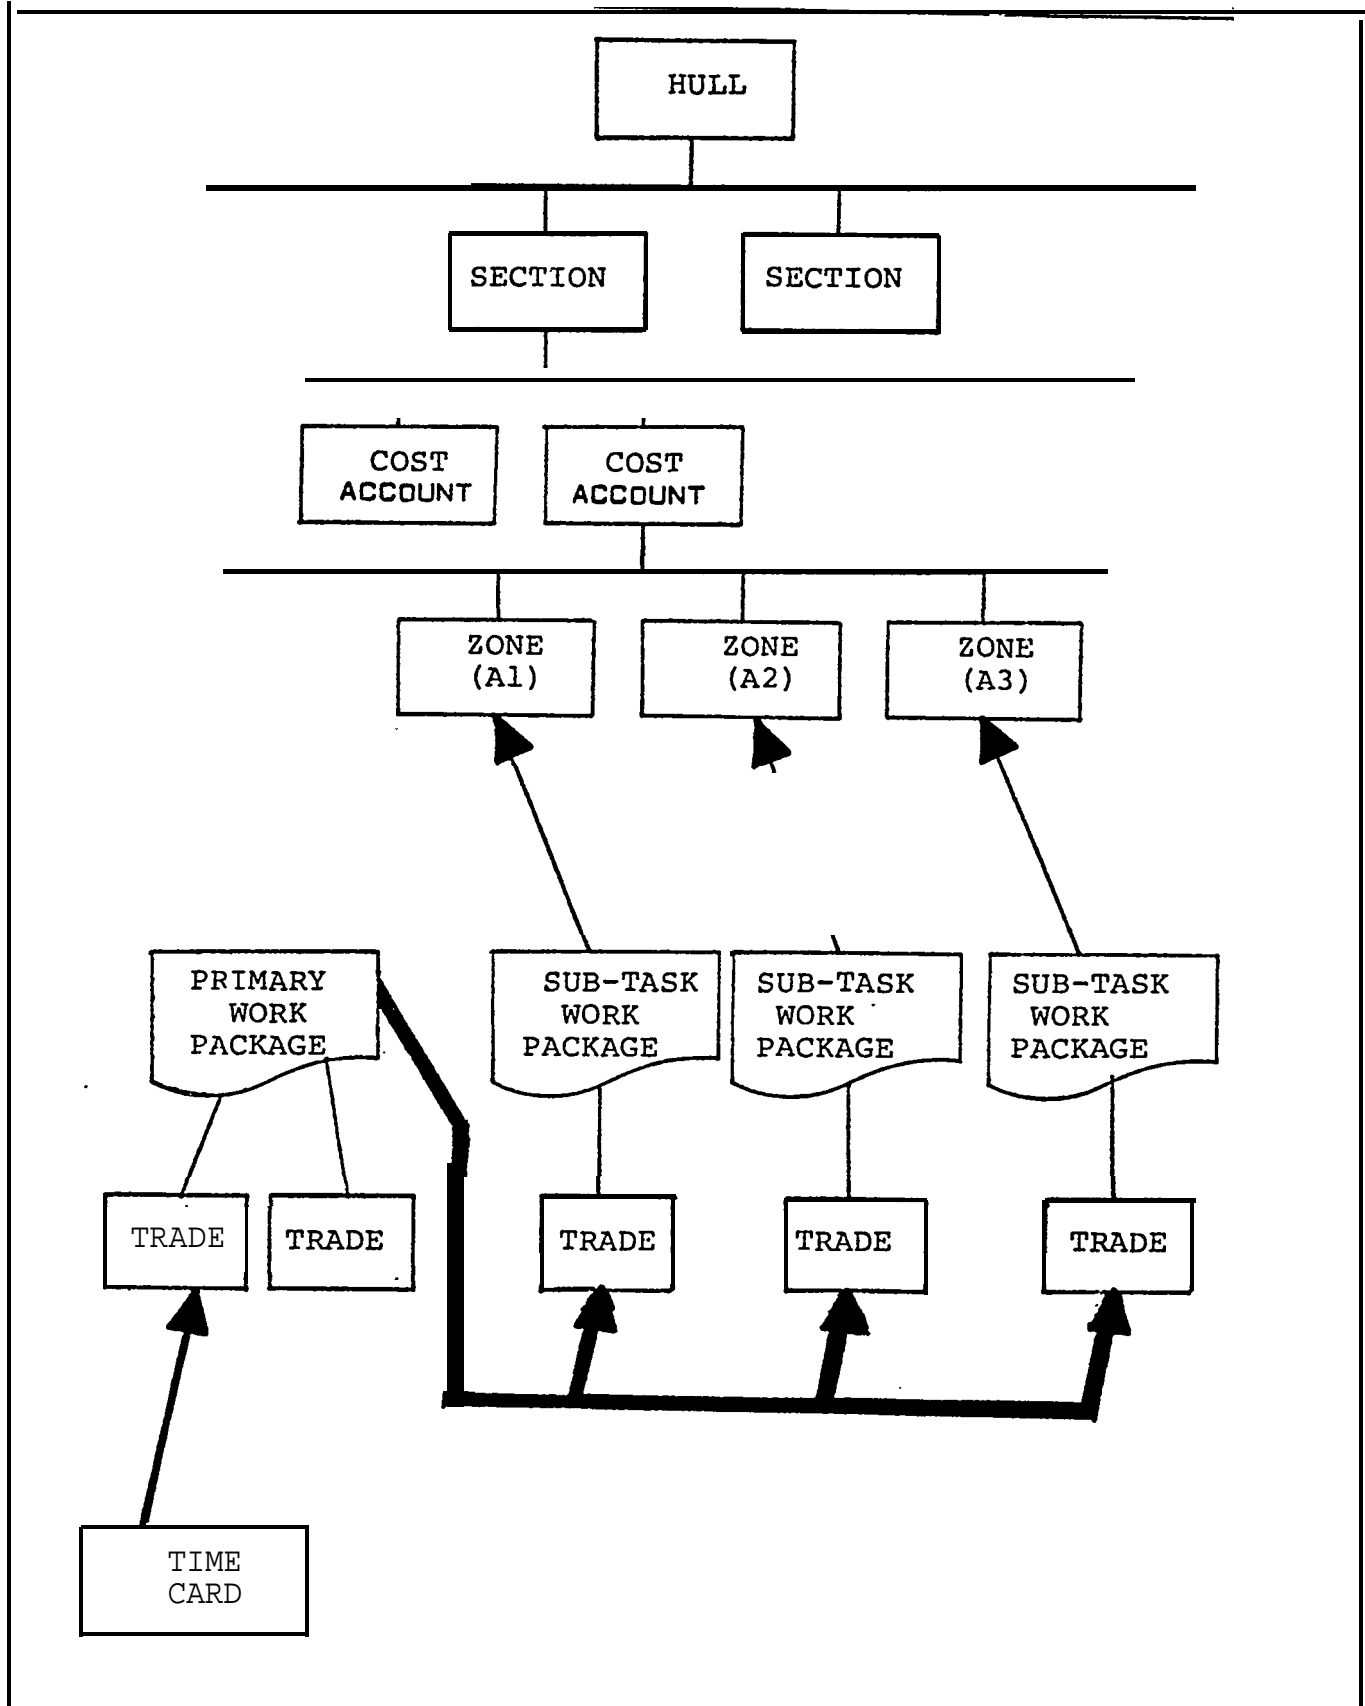 HULL
SECTION
SECTION
COST
ACCOUNT
COST
ACCOUNT
ZONE
(A1)
ZONE
(A2)
ZONE
(A3)
PRIMARY
WORK
PACKAGE
SUB-TASK
WORK
PACKAGE
SUB-TASK
WORK
PACKAGE
SUB-TASK
WORK
PACKAGE
TRADE
TRADE
TRADE
TRADE
TRADE
TIME
CARD